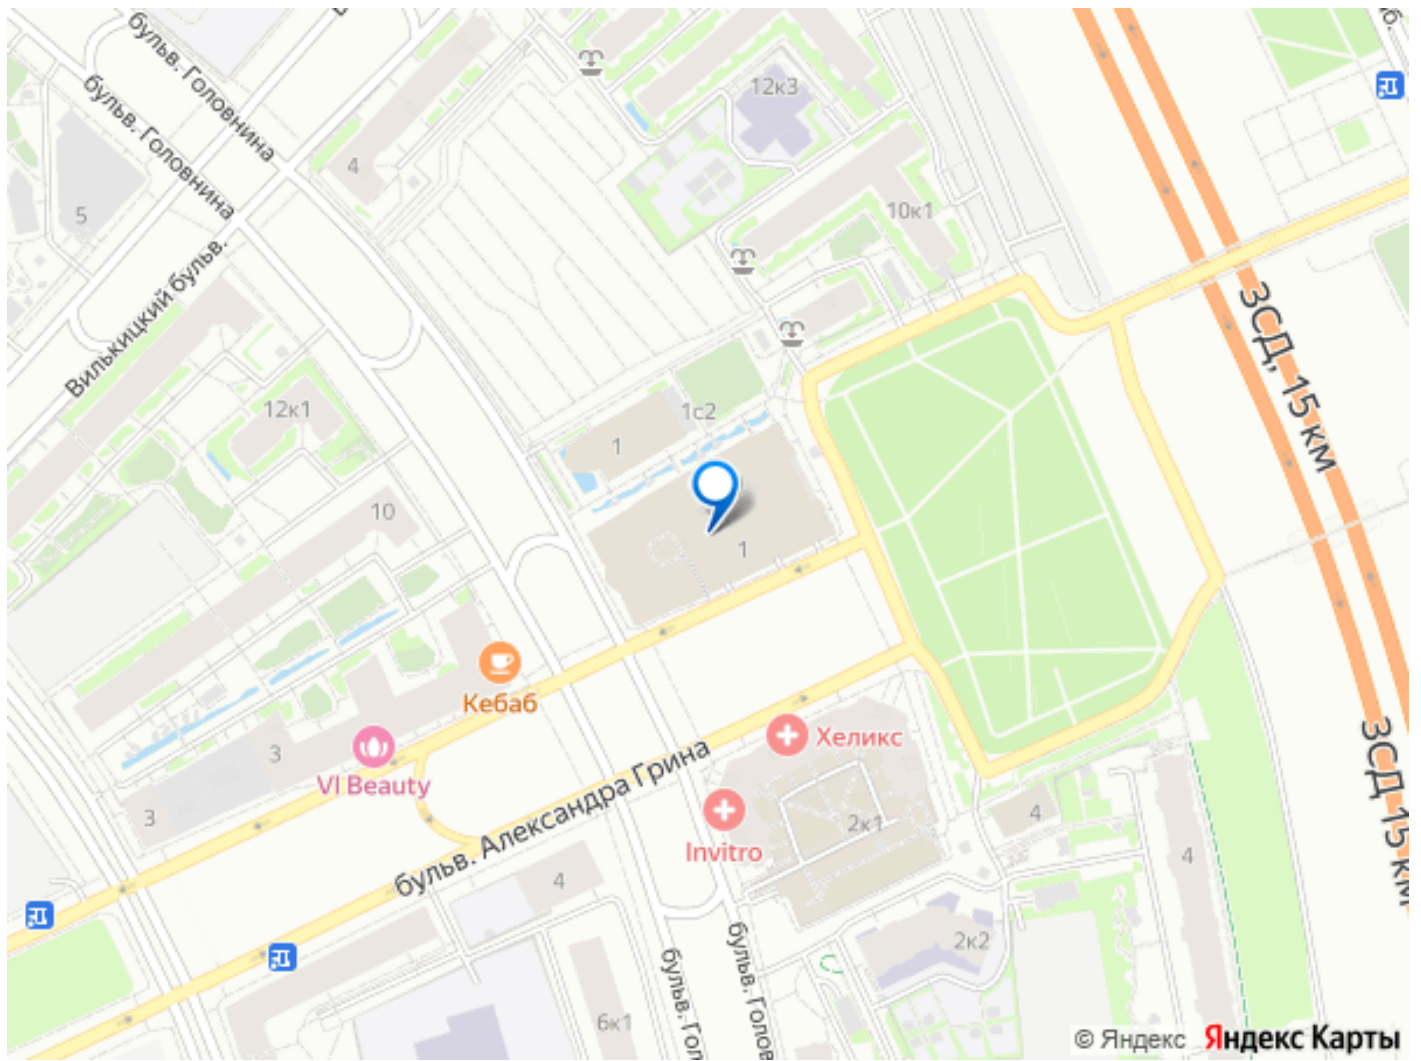 бульв. Головнина
бульв. Головнина
12к3
4
5
10к1
Вилькицкий бульв.
ЗСД, 15 км
12к1
1с2
1
10
1
Кебаб
3
VI Beauty
3
Хеликс
бульв. Александра Грина
Invitro
2к1
4
4
ЗСД 15 км
4
2к2
6к1
бульв. Гол
бульв. Голов
© Яндекс Яндекс Карты